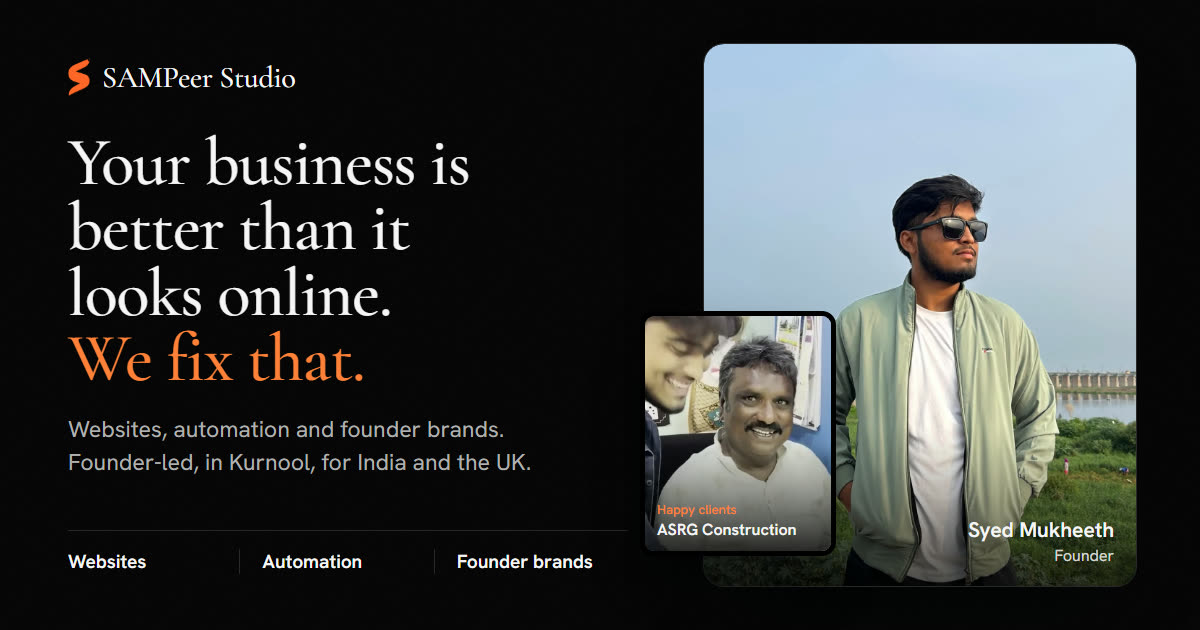 SAMPeer Studio
Your business is
better than it
looks online.
We fix that.
Websites, automation and founder brands.
Founder-led, in Kurnool, for India and the UK.
Websites
Automation
Founder brands
Happy clients
ASRG Construction
Syed Mukheeth
Founder